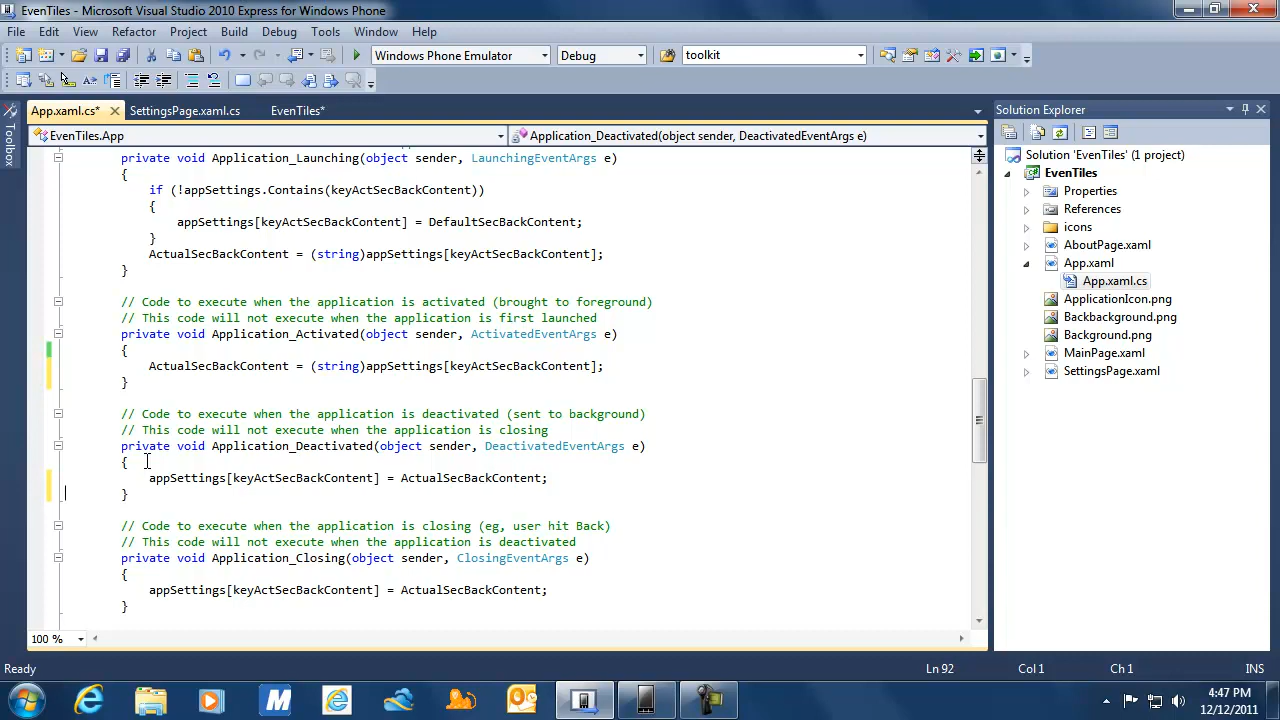 EvenTiles - Microsoft Visual Studio 2010 Express for Windows Phone
File Edit View Refactor Project Build Debug Tools Window Help
Windows Phone Emulator Debug toolkit
App.xaml.cs* SettingsPage.xaml.cs EvenTiles*
EvenTiles.App Application_Deactivated(object sender, DeactivatedEventArgs e)
private void Application_Launching(object sender, LaunchingEventArgs e)
{
if (!appSettings.Contains(keyActSecBackContent))
{
appSettings[keyActSecBackContent] = DefaultSecBackContent;
}
ActualSecBackContent = (string)appSettings[keyActSecBackContent];
}
// Code to execute when the application is activated (brought to foreground)
// This code will not execute when the application is first launched
private void Application_Activated(object sender, ActivatedEventArgs e)
{
ActualSecBackContent = (string)appSettings[keyActSecBackContent];
}
// Code to execute when the application is deactivated (sent to background)
// This code will not execute when the application is closing
private void Application_Deactivated(object sender, DeactivatedEventArgs e)
{
appSettings[keyActSecBackContent] = ActualSecBackContent;
}
// Code to execute when the application is closing (eg, user hit Back)
// This code will not execute when the application is deactivated
private void Application_Closing(object sender, ClosingEventArgs e)
{
appSettings[keyActSecBackContent] = ActualSecBackContent;
}
100 %
Toolbox
Solution Explorer
Solution 'EvenTiles' (1 project)
EvenTiles
Properties
References
icons
AboutPage.xaml
App.xaml
App.xaml.cs
ApplicationIcon.png
Backbackground.png
Background.png
MainPage.xaml
SettingsPage.xaml
Ready Ln 92 Col 1 Ch 1 INS
4:47 PM
12/12/2011